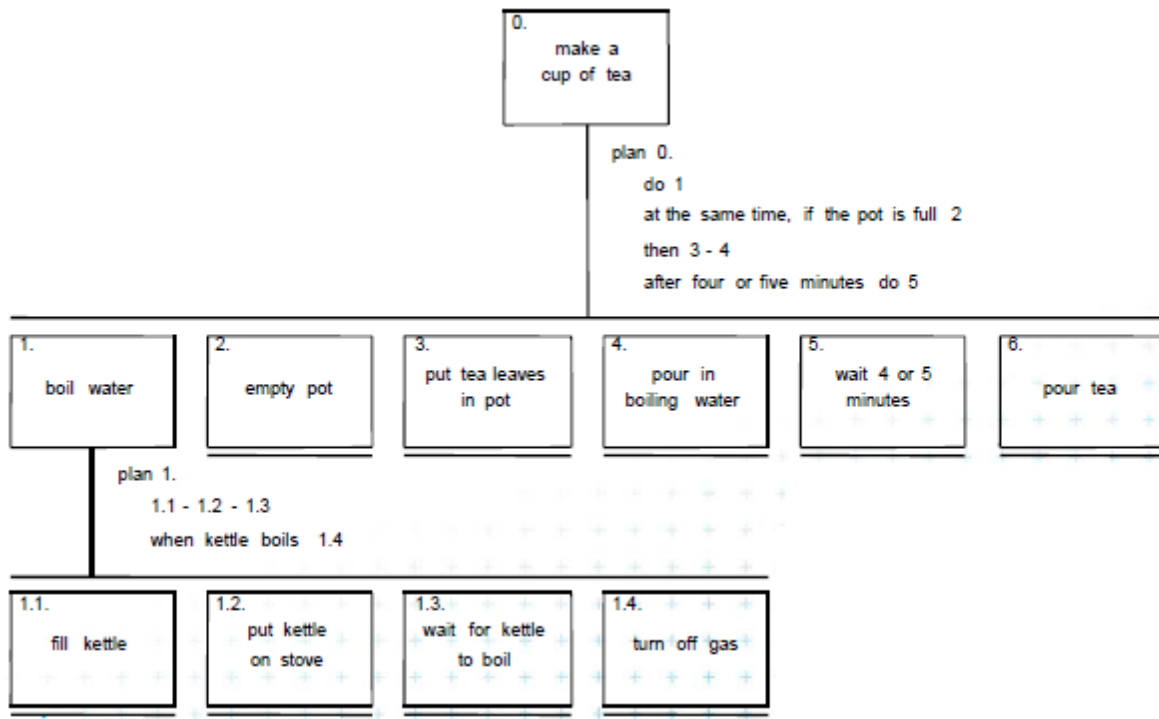 0.
make a
cup of tea
plan 0.
do 1
at the same time, if the pot is full 2
then 3 - 4
after four or five minutes do 5
1.
boil water
2.
empty pot
3.
put tea leaves
in pot
4.
pour in
boiling water
5.
wait 4 or 5
minutes
6.
pour tea
plan 1.
1.1 - 1.2 - 1.3
when kettle boils 1.4
1.1.
fill kettle
1.2.
put kettle
on stove
1.3.
wait for kettle
to boil
1.4.
turn off gas